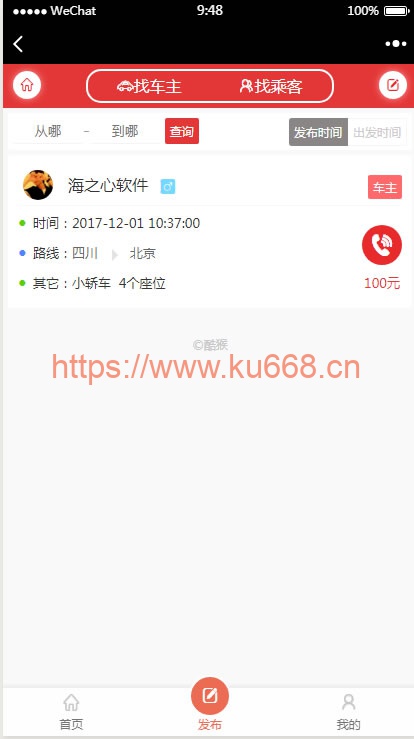 ●●●●● WeChat 9:48 100%
找车主 找乘客
从哪 - 到哪 查询 发布时间 出发时间
海之心软件 ♂ 车主
时间：2017-12-01 10:37:00
路线：四川 北京
其它：小轿车 4个座位 100元
©酷猴
https://www.ku668.cn
首页 发布 我的